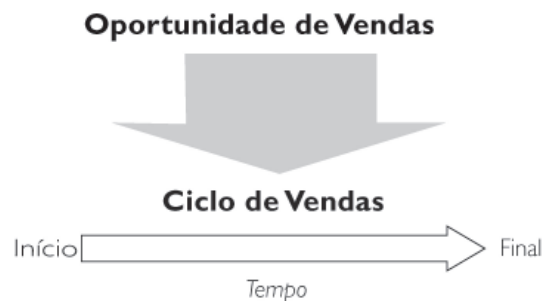 Oportunidade de Vendas
Ciclo de Vendas
Início Final
Tempo